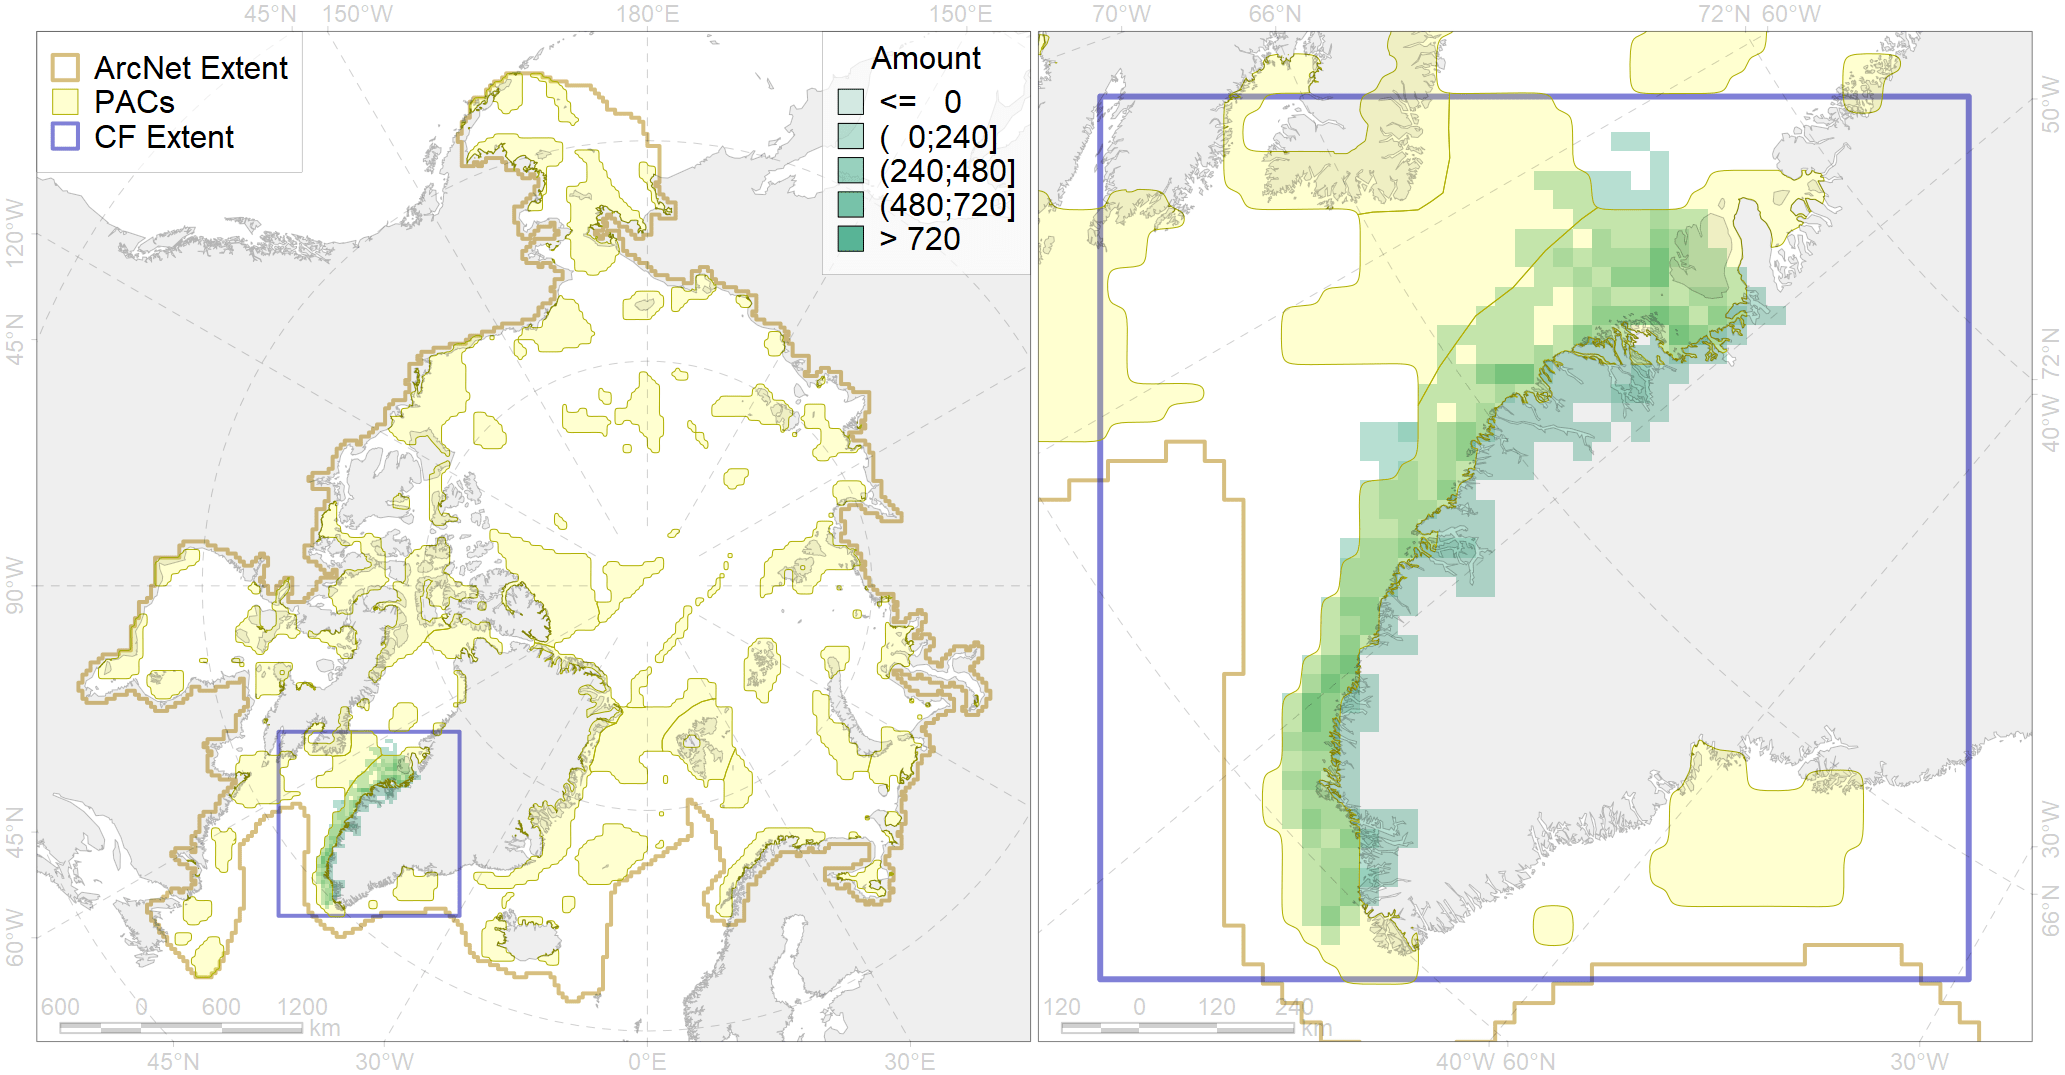 45°N 150°W 180°E 150°E 70°W 66°N 72°N 60°W
ArcNet Extent
PACs
CF Extent
Amount
<= 0
( 0;240]
(240;480]
(480;720]
> 720
120°W
45°N
90°W
45°N
60°W
50°W
72°N
40°W
30°W
66°N
600 0 600 1200
km
120 0 120 240
km
45°N 30°W 0°E 30°E 40°W 60°N 30°W